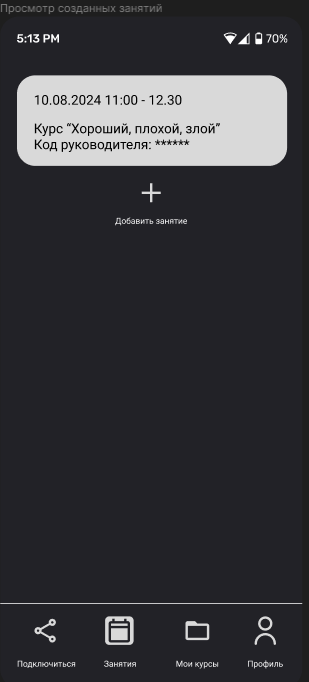 Просмотр созданных занятий
5:13 PM 70%
10.08.2024 11:00 - 12.30
Курс “Хороший, плохой, злой”
Код руководителя: ******
Добавить занятие
Подключиться Занятия Мои курсы Профиль